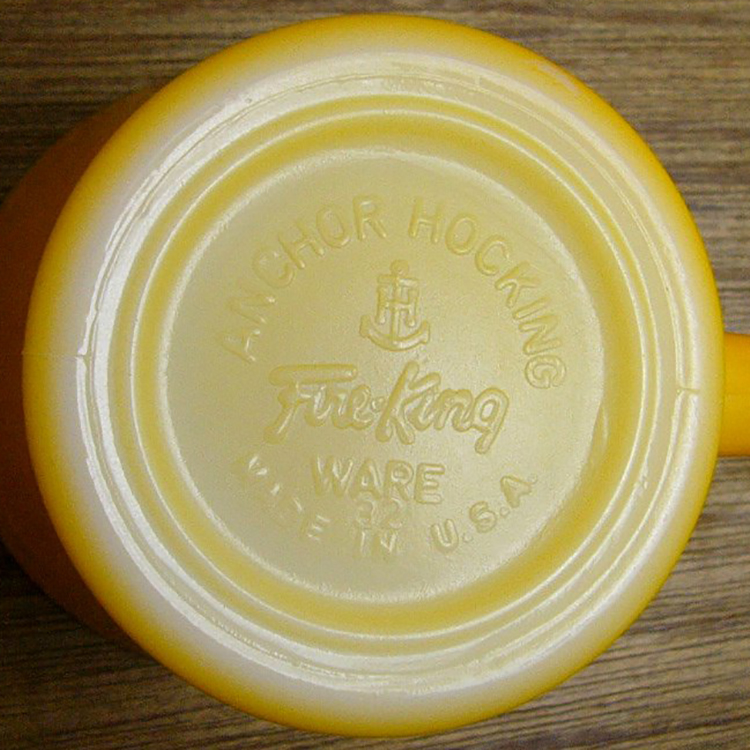 ANCHOR HOCKING
H
Fire-King
WARE
32
MADE IN U.S.A.